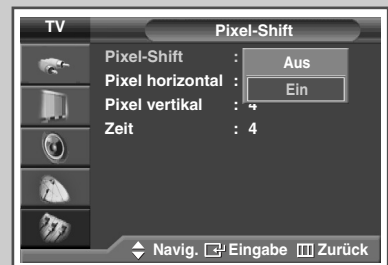 TV Pixel-Shift
Pixel-Shift :
Aus
Pixel horizontal :
Ein
Pixel vertikal : 4
Zeit : 4
Navig. Eingabe Zurück